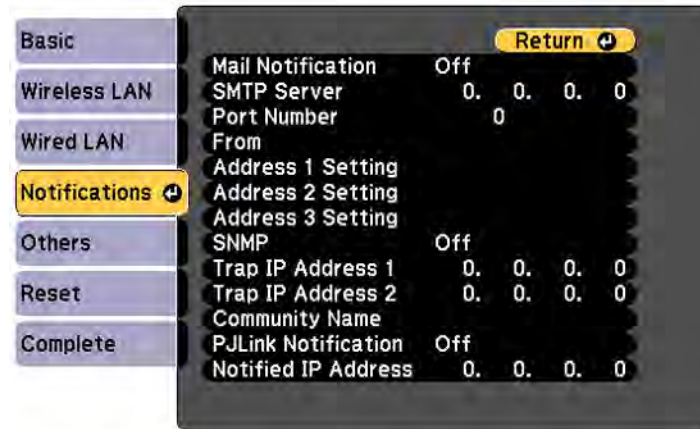 Basic
Wireless LAN
Wired LAN
Notifications
Others
Reset
Complete
Return
Mail Notification Off
SMTP Server 0. 0. 0. 0
Port Number 0
From
Address 1 Setting
Address 2 Setting
Address 3 Setting
SNMP Off
Trap IP Address 1 0. 0. 0. 0
Trap IP Address 2 0. 0. 0. 0
Community Name
PJLink Notification Off
Notified IP Address 0. 0. 0. 0